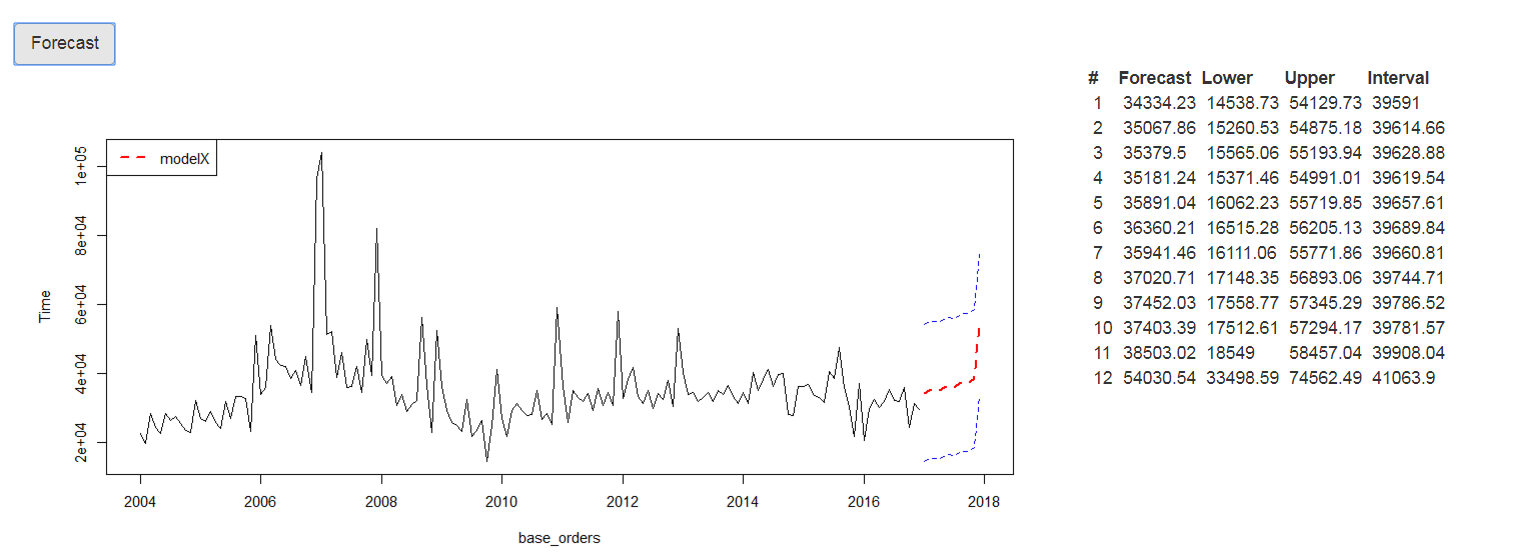 Forecast
modelX
1e+05
8e+04
6e+04
4e+04
2e+04
Time
2004 2006 2008 2010 2012 2014 2016 2018
base_orders
# Forecast Lower Upper Interval
1 34334.23 14538.73 54129.73 39591
2 35067.86 15260.53 54875.18 39614.66
3 35379.5 15565.06 55193.94 39628.88
4 35181.24 15371.46 54991.01 39619.54
5 35891.04 16062.23 55719.85 39657.61
6 36360.21 16515.28 56205.13 39689.84
7 35941.46 16111.06 55771.86 39660.81
8 37020.71 17148.35 56893.06 39744.71
9 37452.03 17558.77 57345.29 39786.52
10 37403.39 17512.61 57294.17 39781.57
11 38503.02 18549 58457.04 39908.04
12 54030.54 33498.59 74562.49 41063.9